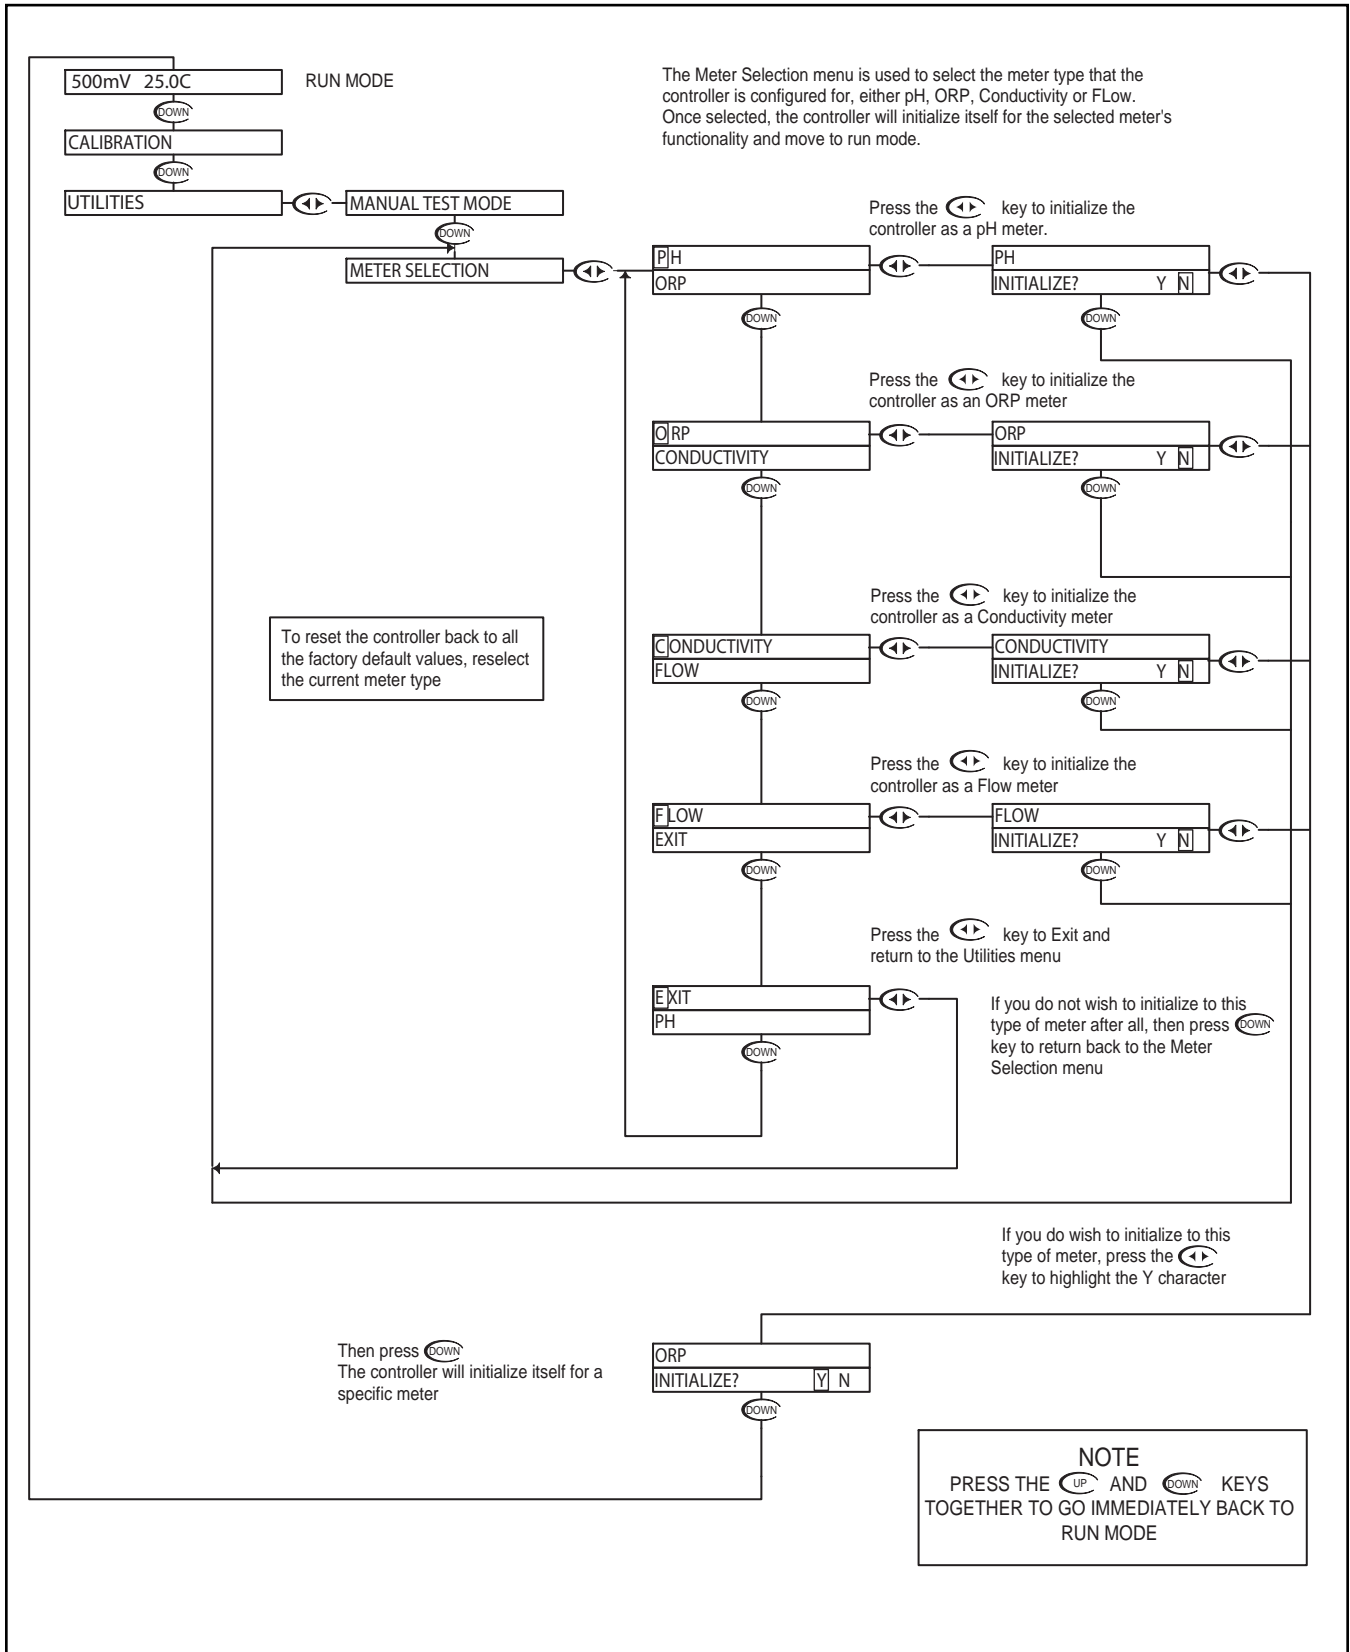 500mV 25.0C
RUN MODE
DOWN
CALIBRATION
DOWN
UTILITIES
MANUAL TEST MODE
DOWN
METER SELECTION
The Meter Selection menu is used to select the meter type that the
controller is configured for, either pH, ORP, Conductivity or FLow.
Once selected, the controller will initialize itself for the selected meter's
functionality and move to run mode.
Press the key to initialize the
controller as a pH meter.
PH
ORP
DOWN
PH
INITIALIZE? Y N
DOWN
Press the key to initialize the
controller as an ORP meter
ORP
CONDUCTIVITY
DOWN
ORP
INITIALIZE? Y N
DOWN
To reset the controller back to all
the factory default values, reselect
the current meter type
Press the key to initialize the
controller as a Conductivity meter
CONDUCTIVITY
FLOW
DOWN
CONDUCTIVITY
INITIALIZE? Y N
DOWN
Press the key to initialize the
controller as a Flow meter
FLOW
EXIT
DOWN
FLOW
INITIALIZE? Y N
DOWN
Press the key to Exit and
return to the Utilities menu
EXIT
PH
DOWN
If you do not wish to initialize to this
type of meter after all, then press DOWN
key to return back to the Meter
Selection menu
If you do wish to initialize to this
type of meter, press the
key to highlight the Y character
Then press DOWN
The controller will initialize itself for a
specific meter
ORP
INITIALIZE? Y N
DOWN
NOTE
PRESS THE UP AND DOWN KEYS
TOGETHER TO GO IMMEDIATELY BACK TO
RUN MODE